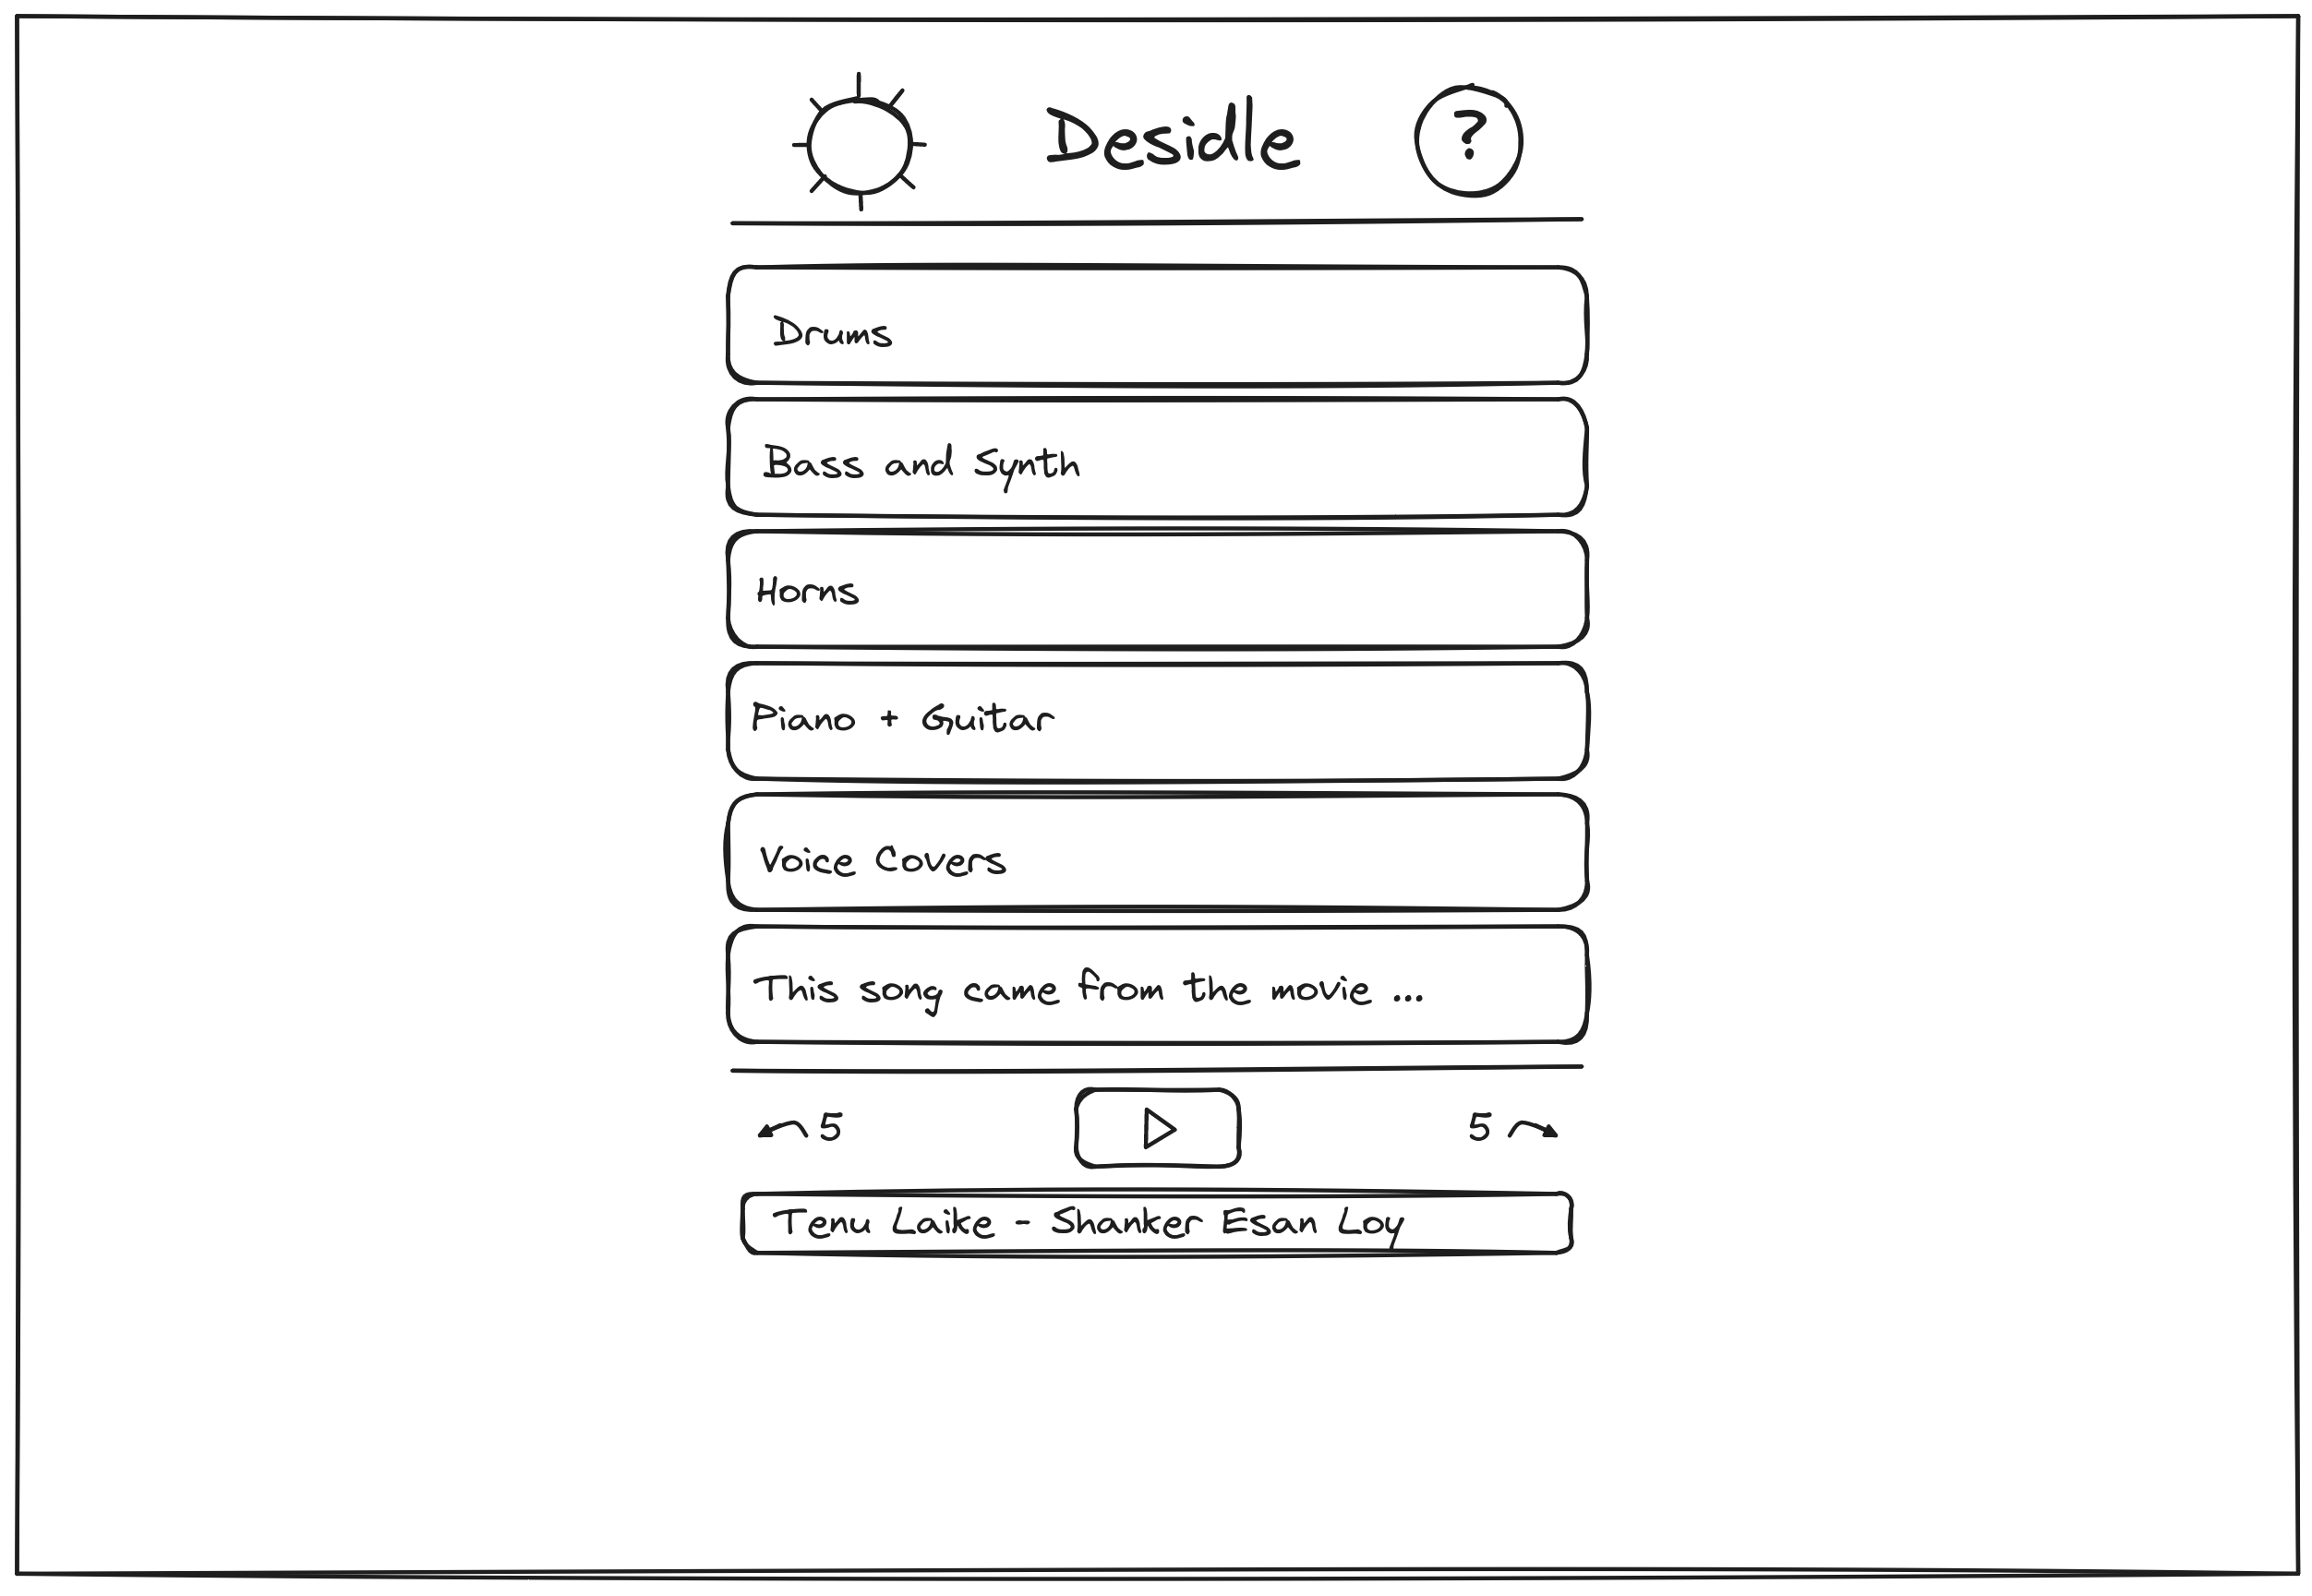 Desidle
?
Drums
Bass and Synth
Horns
Piano + Guitar
Voice Covers
This song came from the movie ...
5
5
Tenu Laike - Shankar Esan Loy